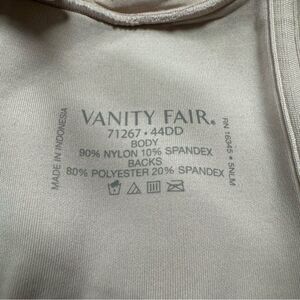 VANITY FAIR®
71267 • 44DD
BODY
90% NYLON 10% SPANDEX
BACKS
80% POLYESTER 20% SPANDEX
MADE IN INDONESIA
RN 16945 • SNLM